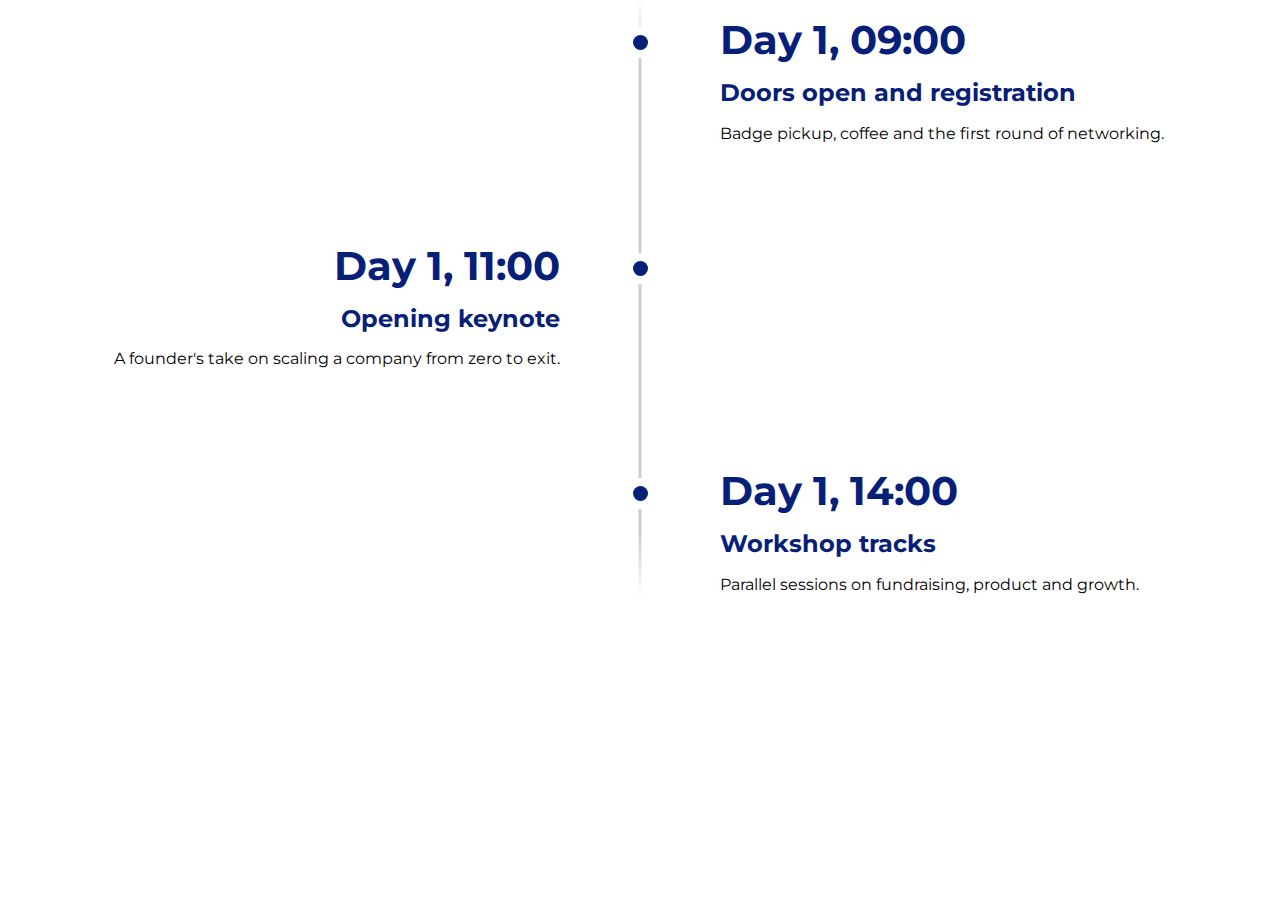 Day 1, 09:00
Doors open and registration
Badge pickup, coffee and the first round of networking.
Day 1, 11:00
Opening keynote
A founder's take on scaling a company from zero to exit.
Day 1, 14:00
Workshop tracks
Parallel sessions on fundraising, product and growth.